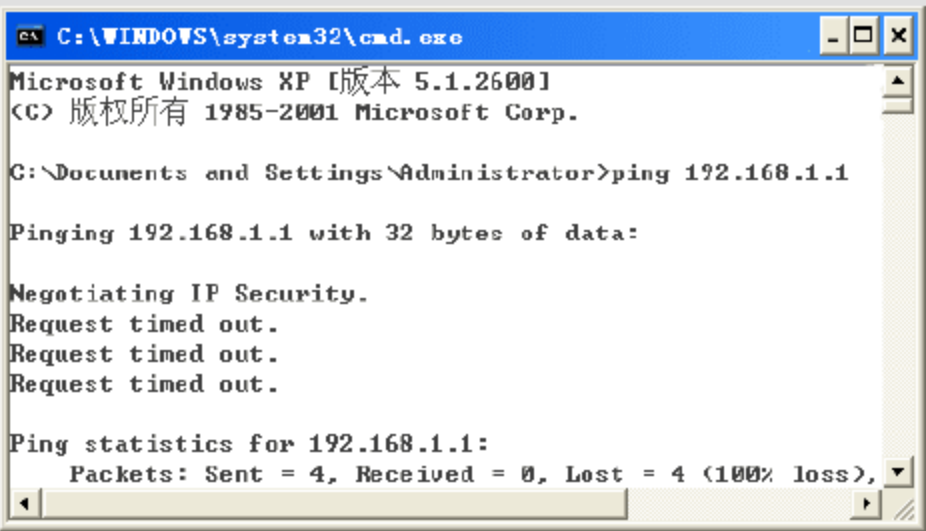 C:\WINDOWS\system32\cmd.exe
Microsoft Windows XP [版本 5.1.2600]
(C) 版权所有 1985-2001 Microsoft Corp.
C:\Documents and Settings\Administrator>ping 192.168.1.1
Pinging 192.168.1.1 with 32 bytes of data:
Negotiating IP Security.
Request timed out.
Request timed out.
Request timed out.
Ping statistics for 192.168.1.1:
Packets: Sent = 4, Received = 0, Lost = 4 (100% loss),